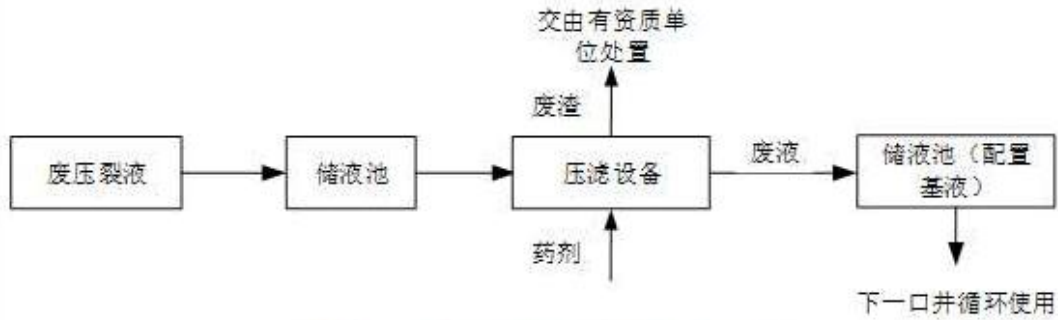 交由有资质单
位处置
废渣
废压裂液
储液池
压滤设备
废液
储液池（配置
基液）
药剂
下一口井循环使用